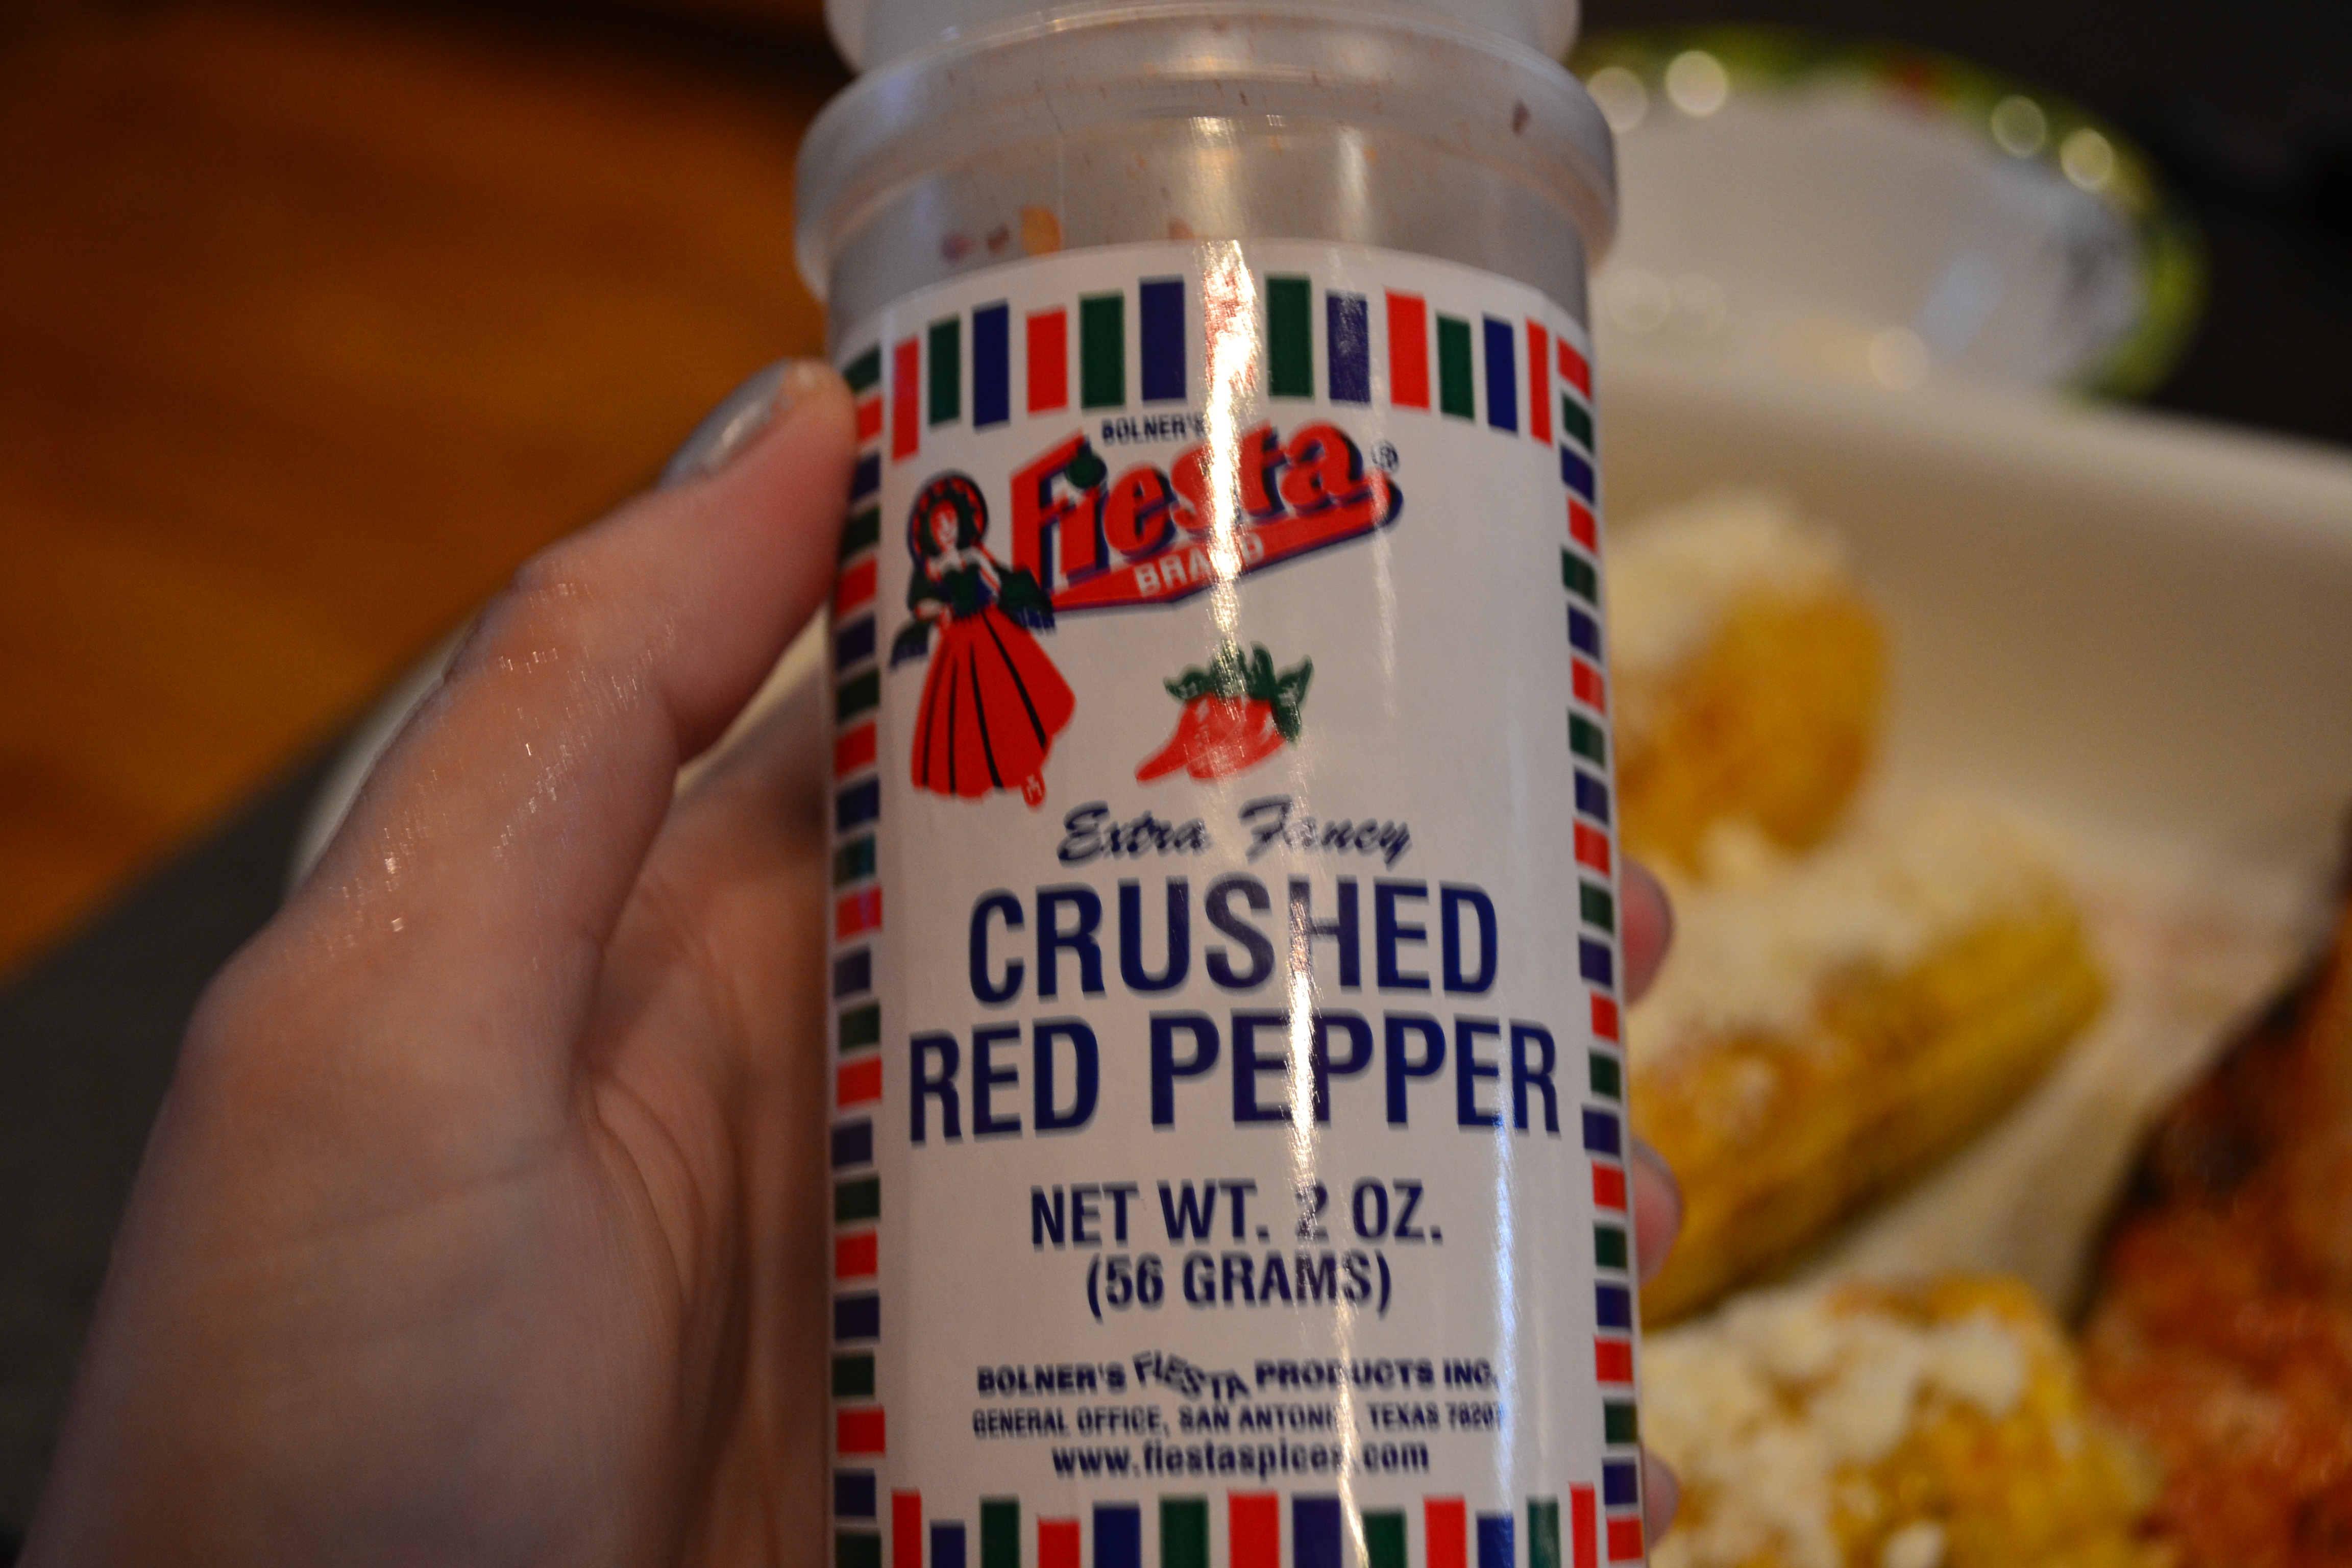 BOLNER'S
Fiesta®
BRAND
Extra Fancy
CRUSHED
RED PEPPER
NET WT. 2 OZ.
(56 GRAMS)
BOLNER'S FIESTA PRODUCTS INC.
GENERAL OFFICE, SAN ANTONIO, TEXAS 78207
www.fiestaspices.com